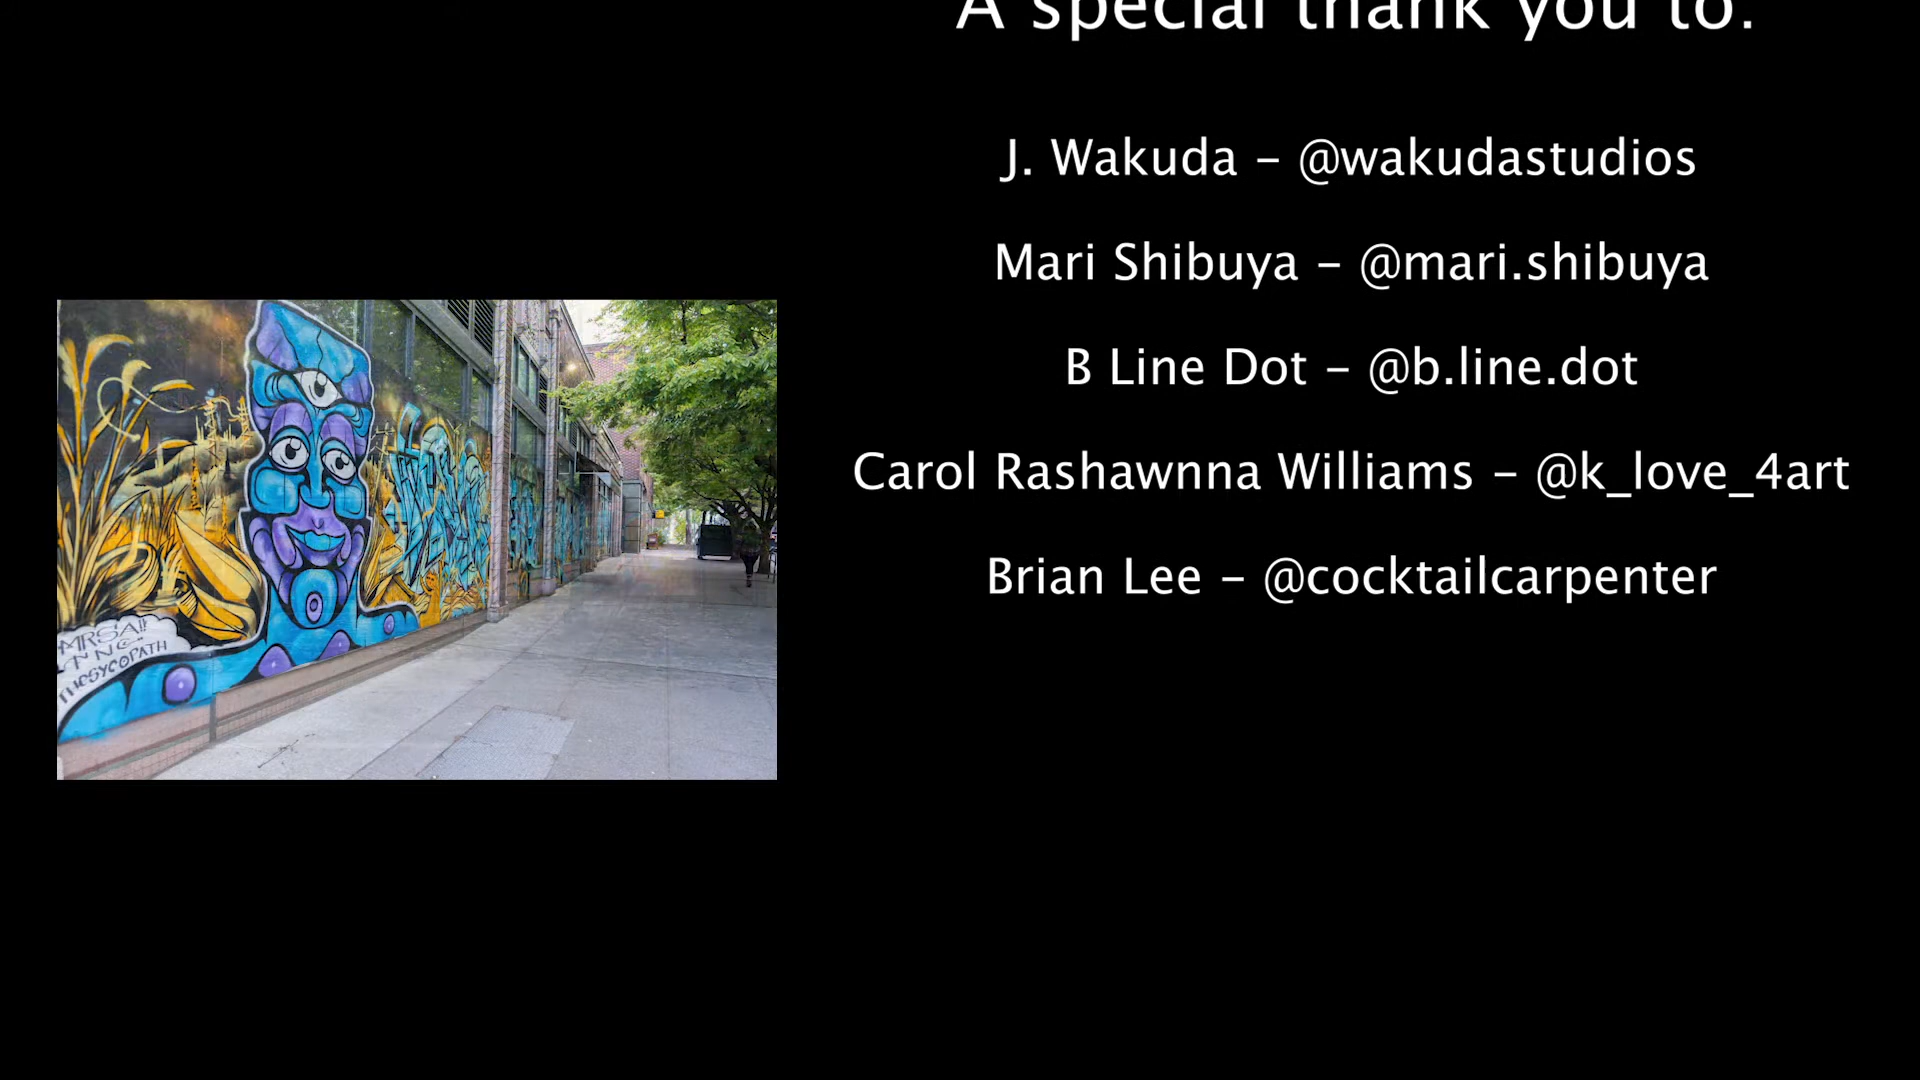 A special thank you to:
J. Wakuda – @wakudastudios
Mari Shibuya – @mari.shibuya
B Line Dot – @b.line.dot
Carol Rashawnna Williams – @k_love_4art
Brian Lee – @cocktailcarpenter
THESYCOPATH